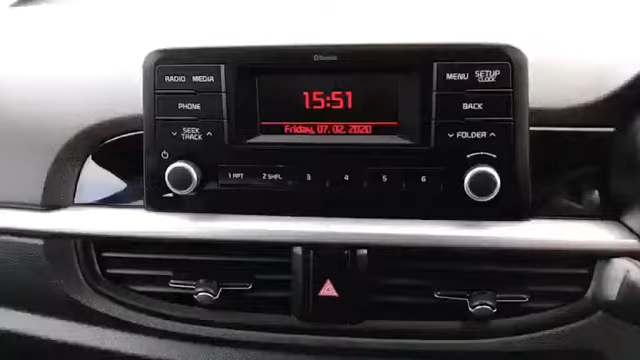 Bluetooth
RADIO MEDIA
MENU SETUP
CLOCK
15:51
PHONE
BACK
SEEK
TRACK
Friday, 07. 02. 2020
FOLDER
1 RPT 2 SHFL 3 4 5 6